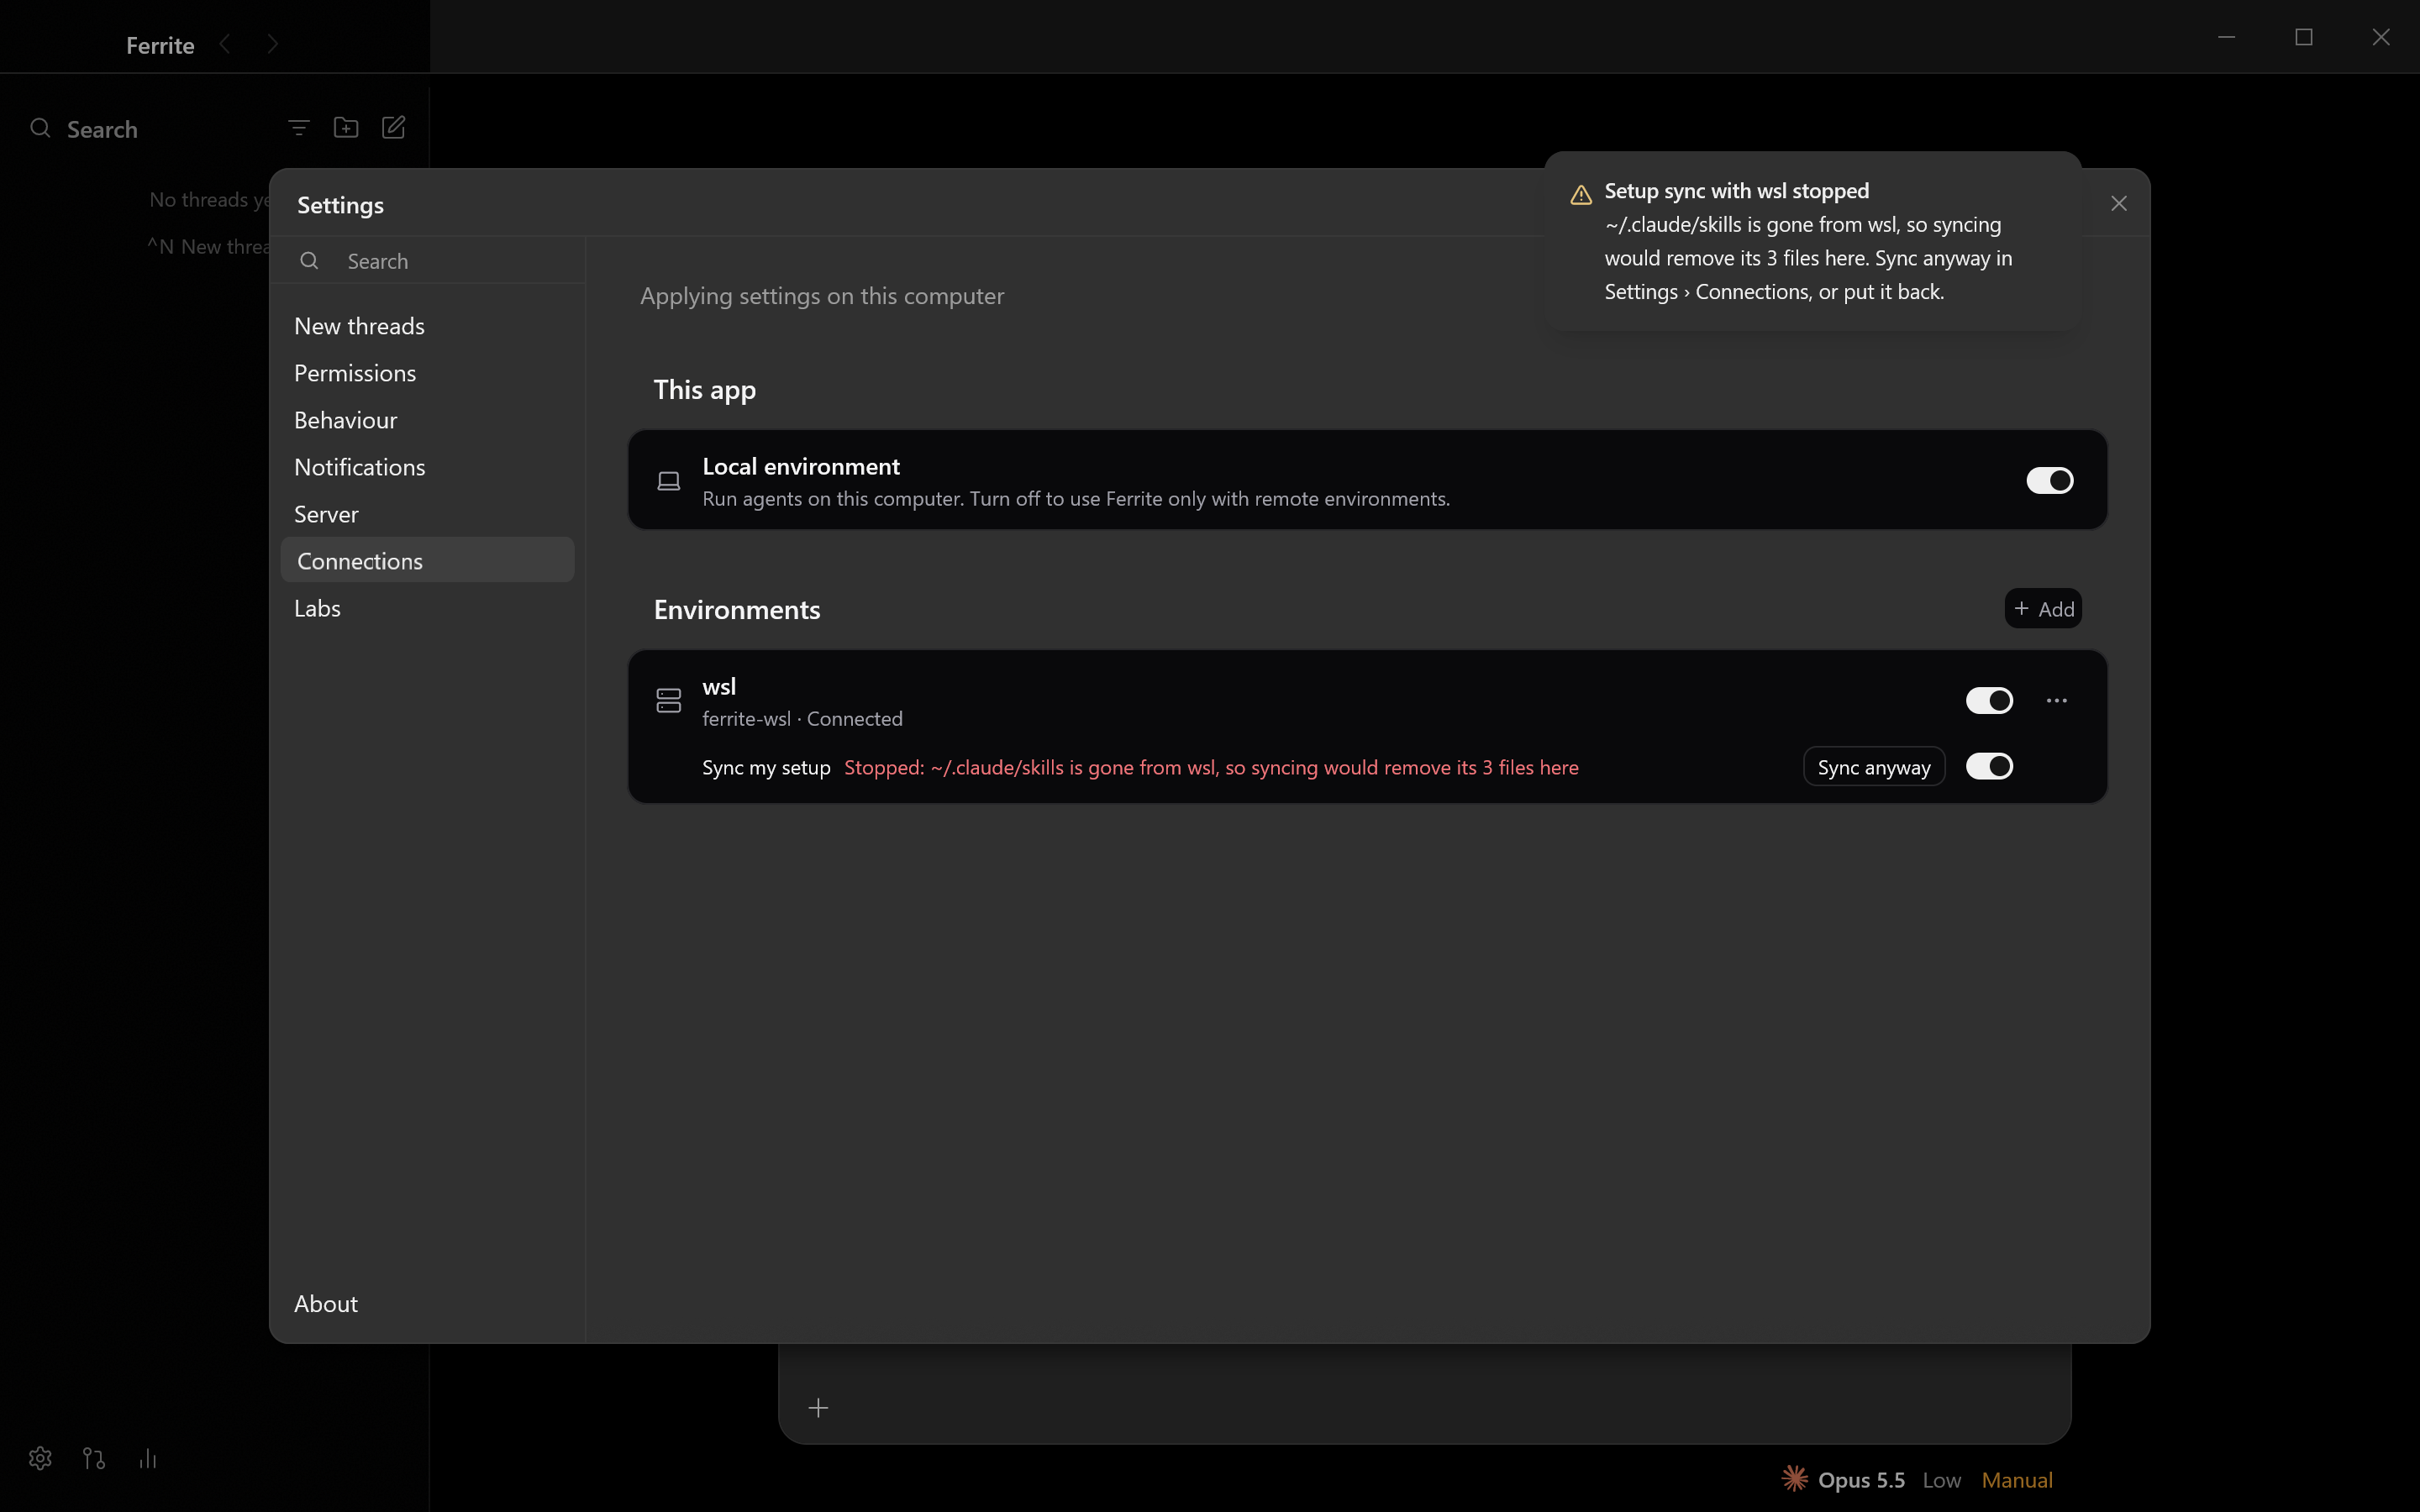 Ferrite
Search
No threads ye
^N New threa
Settings
Search
New threads
Permissions
Behaviour
Notifications
Server
Connections
Labs
About
Setup sync with wsl stopped
~/.claude/skills is gone from wsl, so syncing
would remove its 3 files here. Sync anyway in
Settings › Connections, or put it back.
Applying settings on this computer
This app
Local environment
Run agents on this computer. Turn off to use Ferrite only with remote environments.
Environments
Add
wsl
ferrite-wsl · Connected
Sync my setup Stopped: ~/.claude/skills is gone from wsl, so syncing would remove its 3 files here
Sync anyway
Opus 5.5 Low Manual